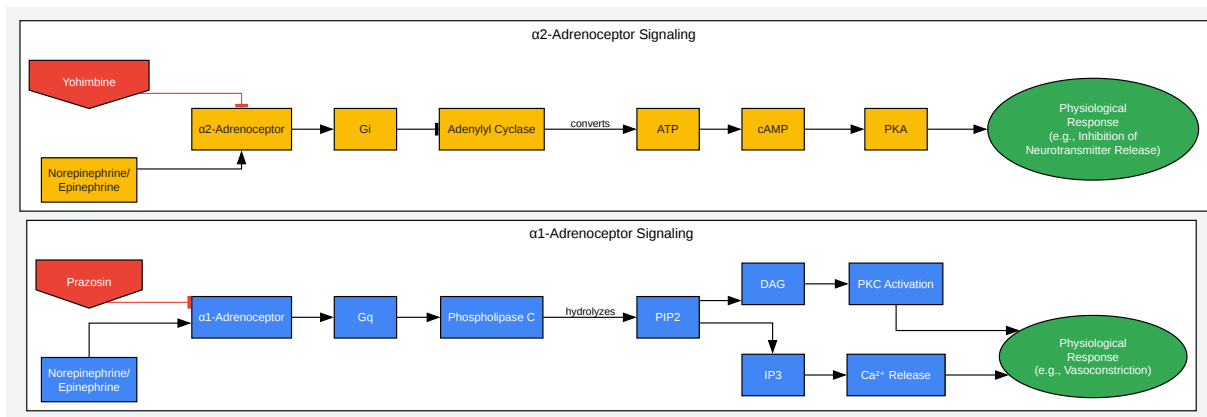 α2-Adrenoceptor Signaling
Yohimbine
α2-Adrenoceptor
Gi
Adenylyl Cyclase
converts
ATP
cAMP
PKA
Physiological
Response
(e.g., Inhibition of
Neurotransmitter Release)
Norepinephrine/
Epinephrine
α1-Adrenoceptor Signaling
Prazosin
α1-Adrenoceptor
Gq
Phospholipase C
hydrolyzes
PIP2
DAG
PKC Activation
IP3
Ca²⁺ Release
Physiological
Response
(e.g., Vasoconstriction)
Norepinephrine/
Epinephrine